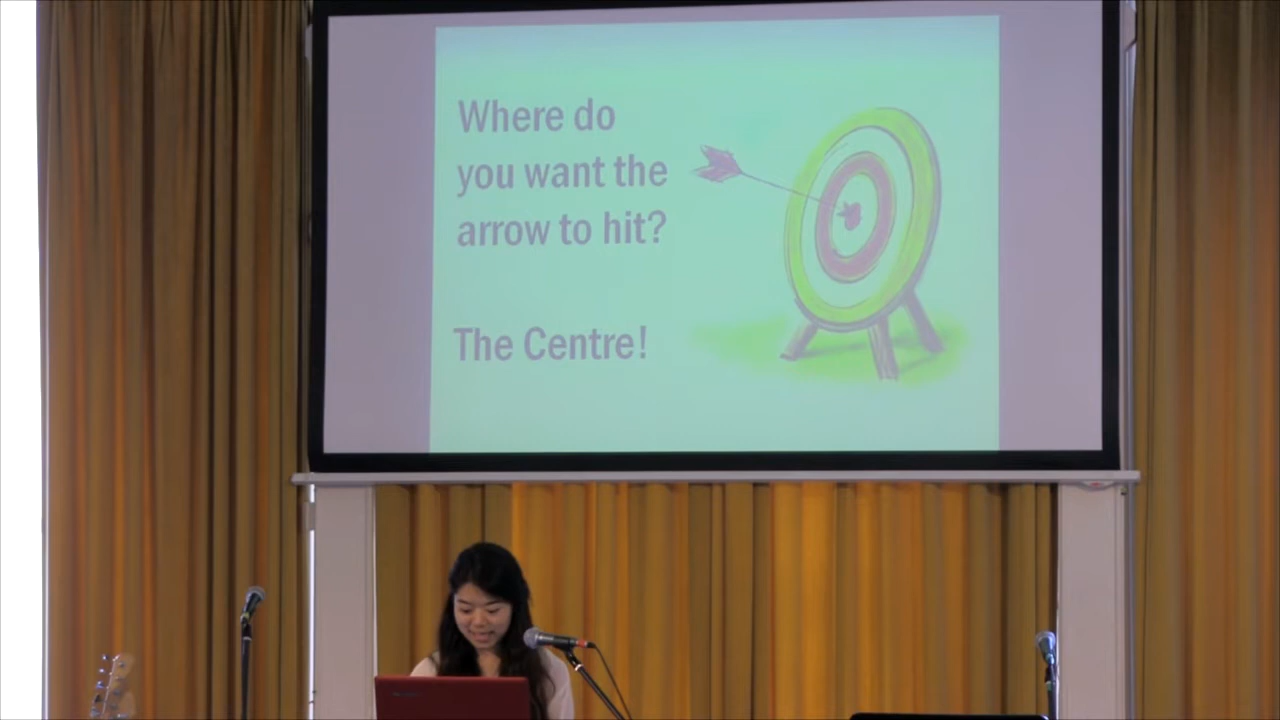 Where do
you want the
arrow to hit?
The Centre!